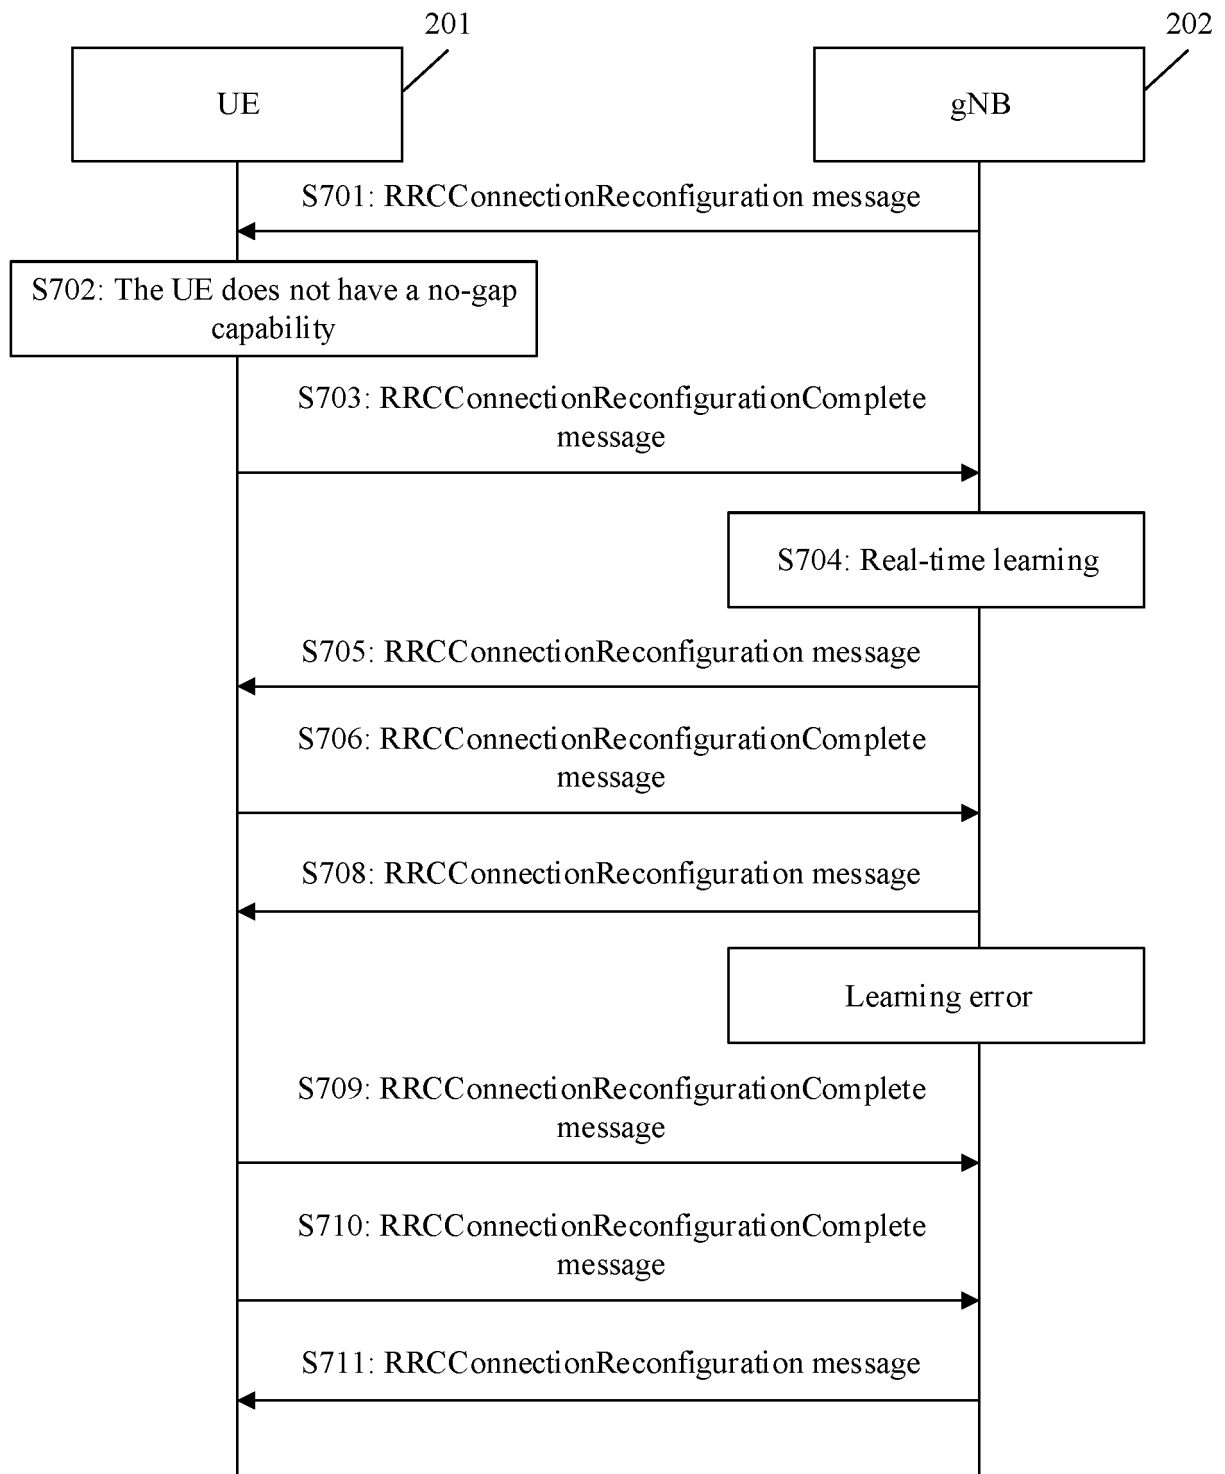 201
202
UE
gNB
S701: RRCConnectionReconfiguration message
S702: The UE does not have a no-gap
capability
S703: RRCConnectionReconfigurationComplete
message
S704: Real-time learning
S705: RRCConnectionReconfiguration message
S706: RRCConnectionReconfigurationComplete
message
S708: RRCConnectionReconfiguration message
Learning error
S709: RRCConnectionReconfigurationComplete
message
S710: RRCConnectionReconfigurationComplete
message
S711: RRCConnectionReconfiguration message